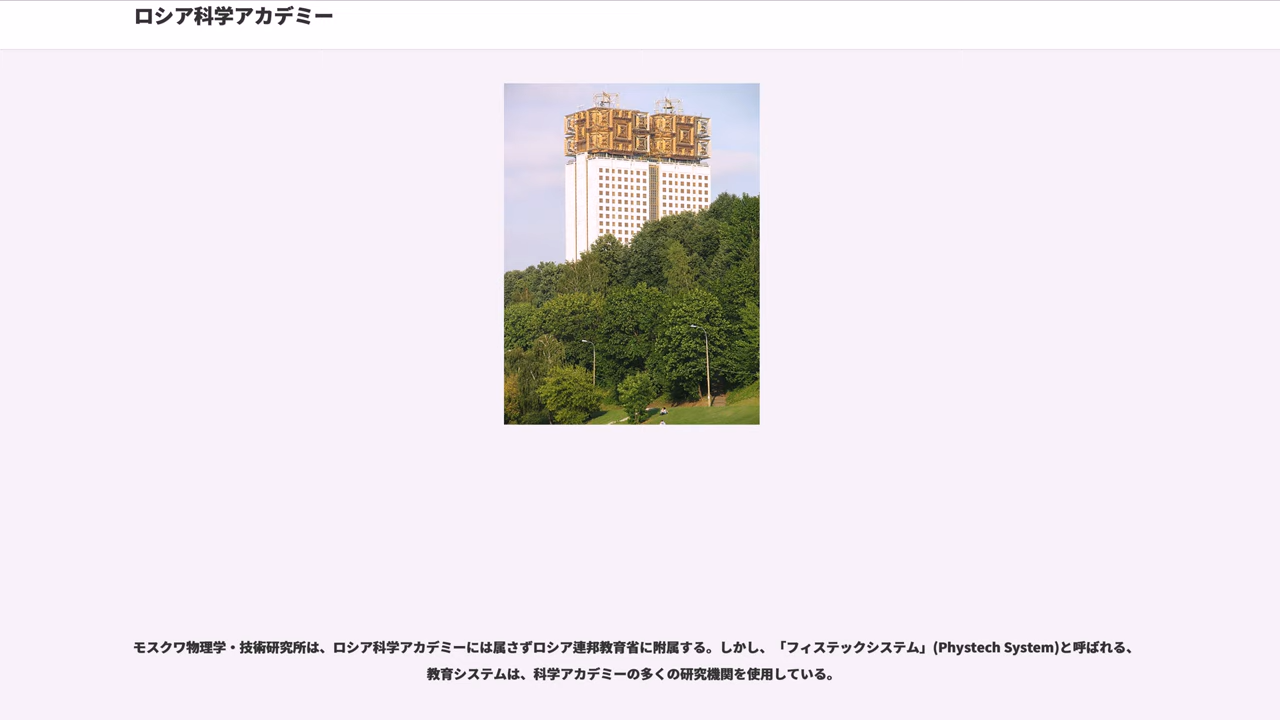 ロシア科学アカデミー
モスクワ物理学・技術研究所は、ロシア科学アカデミーには属さずロシア連邦教育省に附属する。しかし、「フィステックシステム」(Phystech System)と呼ばれる、
教育システムは、科学アカデミーの多くの研究機関を使用している。